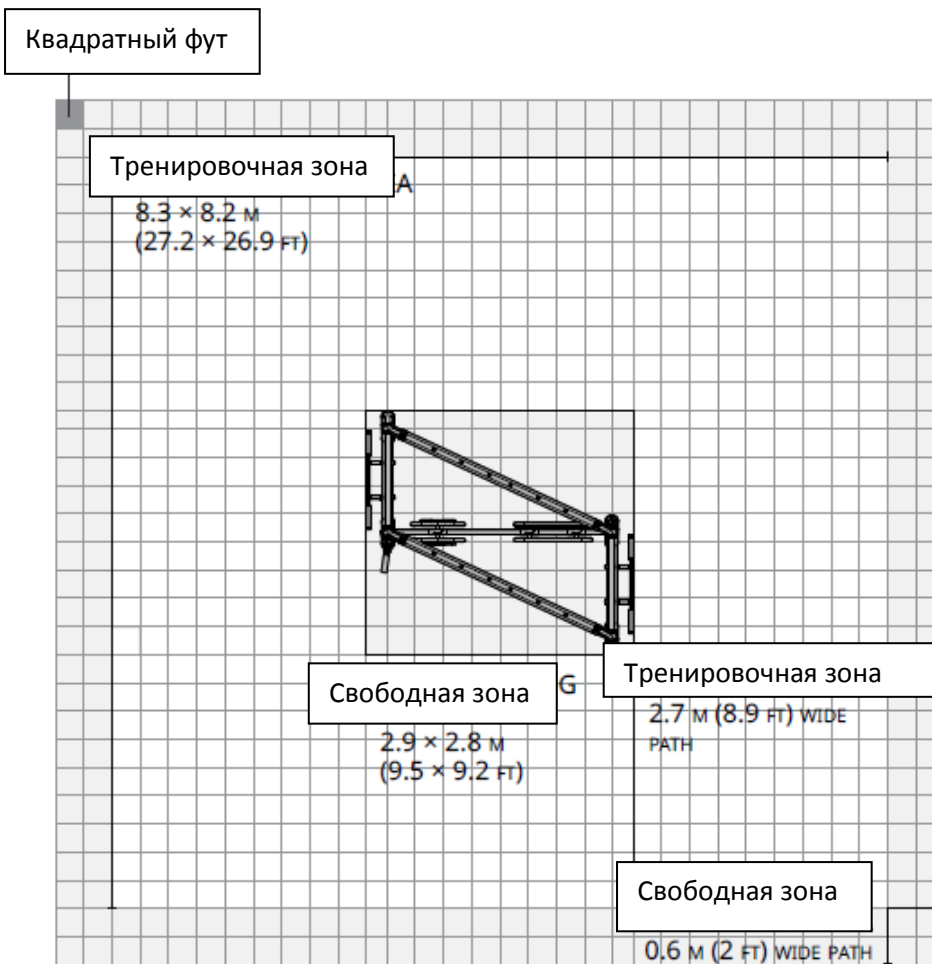 Квадратный фут
Тренировочная зона
A
8.3 × 8.2 м
(27.2 × 26.9 FT)
Свободная зона
G
2.9 × 2.8 м
(9.5 × 9.2 FT)
Тренировочная зона
2.7 м (8.9 FT) WIDE
PATH
Свободная зона
0.6 м (2 FT) WIDE PATH